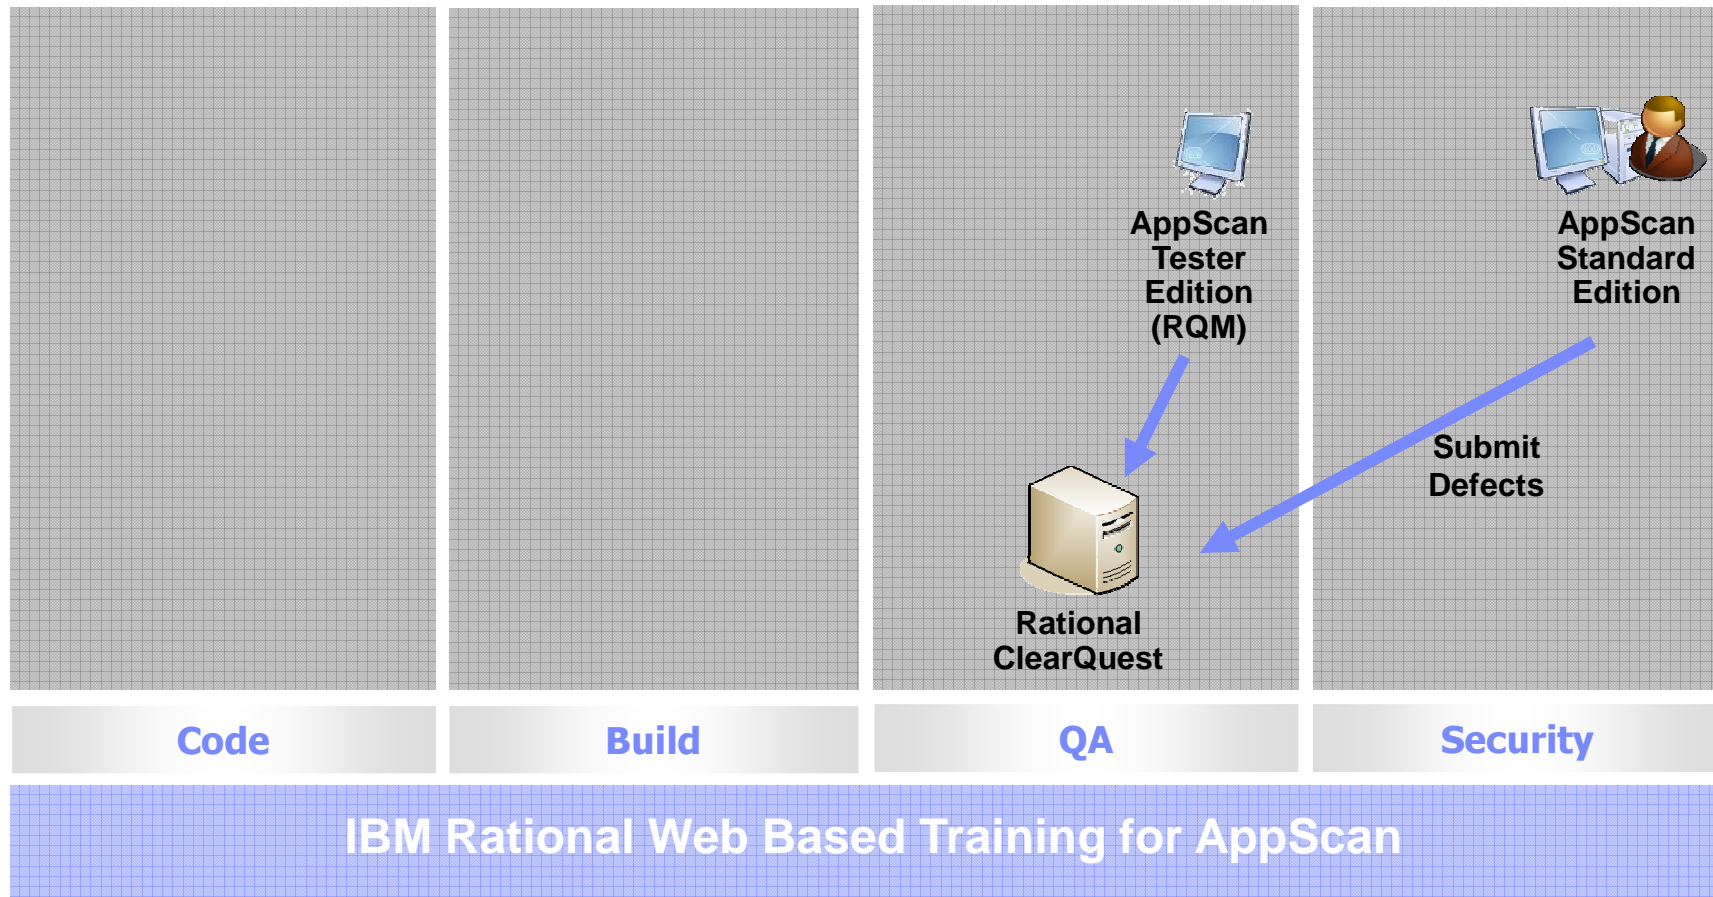 AppScan
Tester
Edition
(RQM)
AppScan
Standard
Edition
Submit
Defects
Rational
ClearQuest
Code
Build
QA
Security
IBM Rational Web Based Training for AppScan